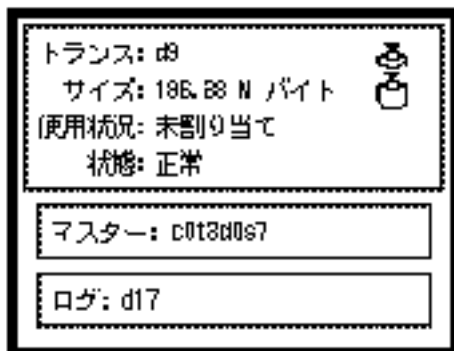 トランス: d9
サイズ: 196.88 M バイト
使用状況: 未割り当て
状態: 正常
マスター: c0t3d0s7
ログ: d17